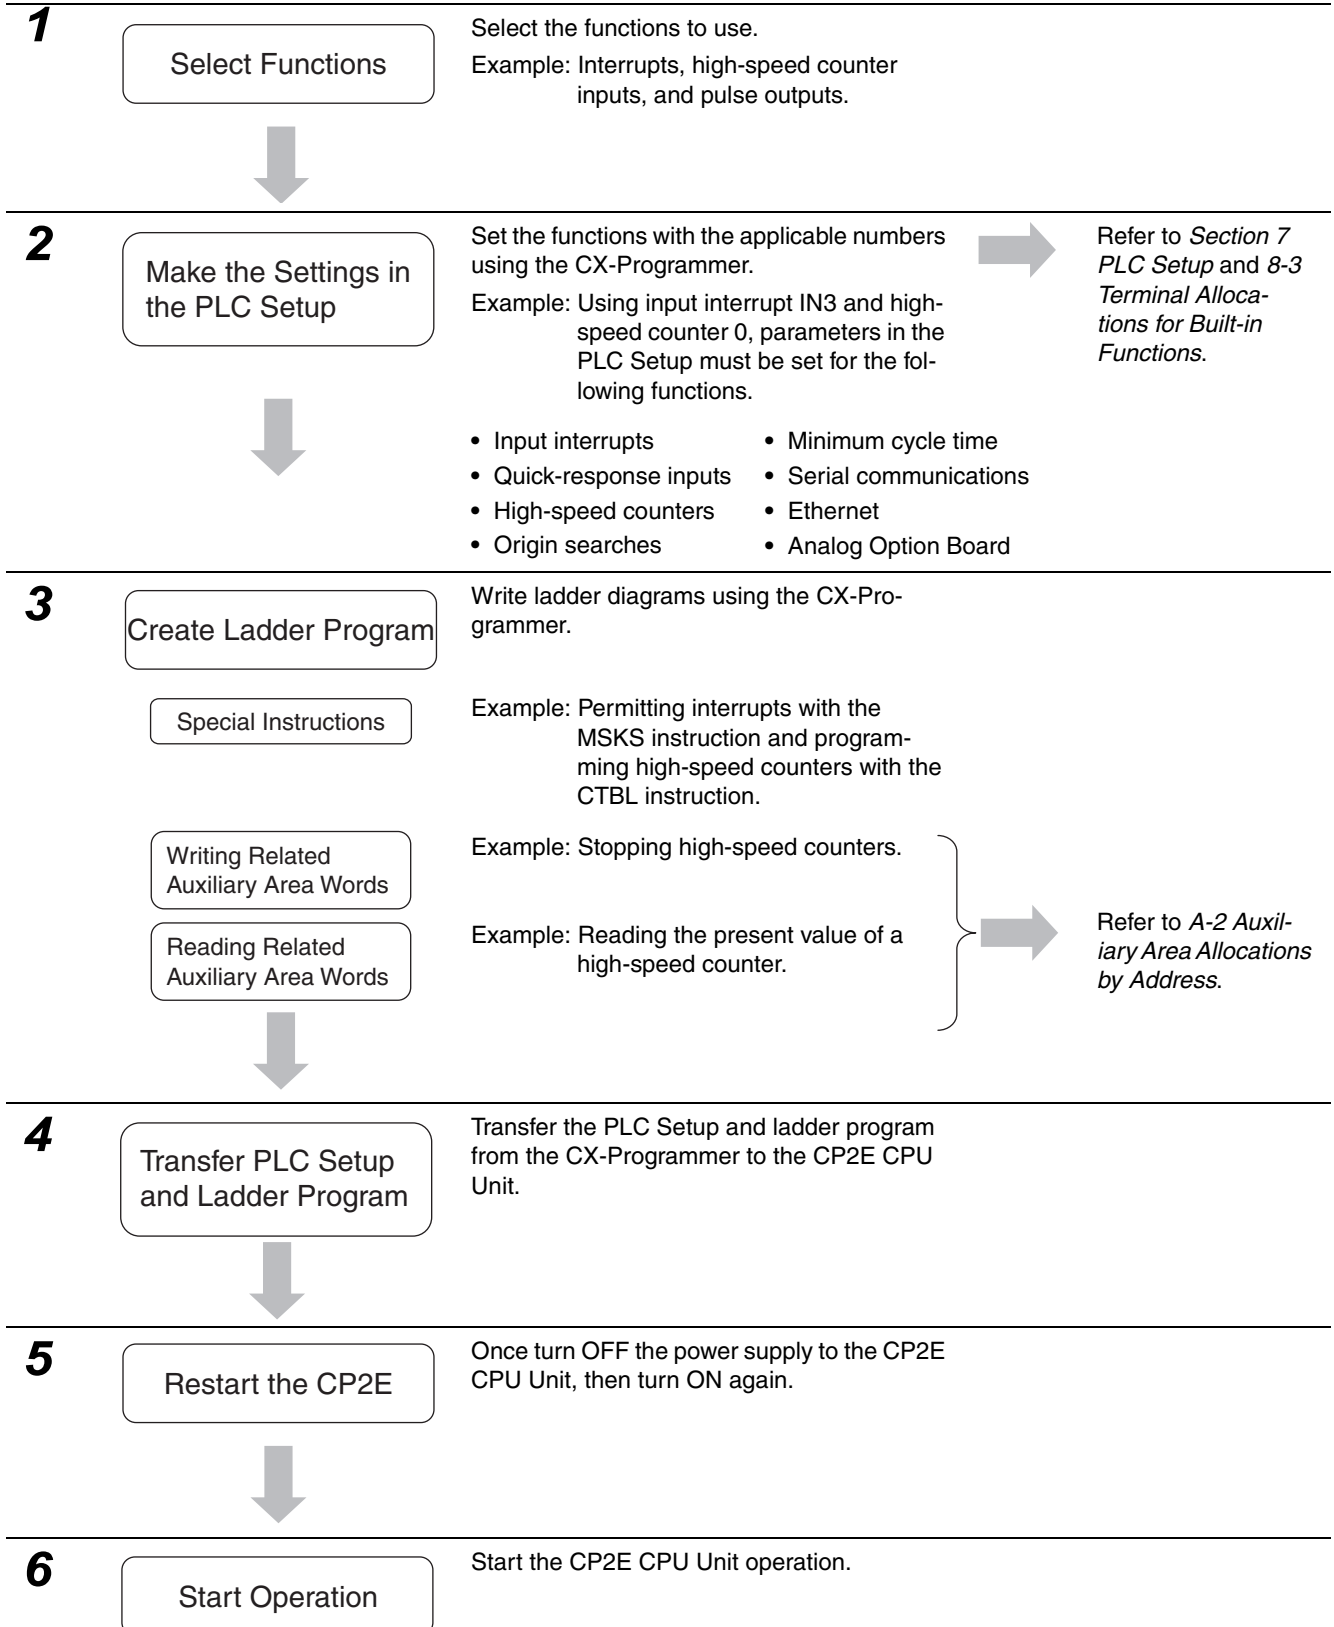 1
Select Functions
Select the functions to use.
Example: Interrupts, high-speed counter
inputs, and pulse outputs.
2
Make the Settings in
the PLC Setup
Set the functions with the applicable numbers
using the CX-Programmer.
Example: Using input interrupt IN3 and high-
speed counter 0, parameters in the
PLC Setup must be set for the fol-
lowing functions.
• Input interrupts
• Quick-response inputs
• High-speed counters
• Origin searches
• Minimum cycle time
• Serial communications
• Ethernet
• Analog Option Board
Refer to Section 7
PLC Setup and 8-3
Terminal Alloca-
tions for Built-in
Functions.
3
Create Ladder Program
Write ladder diagrams using the CX-Pro-
grammer.
Special Instructions
Example: Permitting interrupts with the
MSKS instruction and program-
ming high-speed counters with the
CTBL instruction.
Writing Related
Auxiliary Area Words
Example: Stopping high-speed counters.
Reading Related
Auxiliary Area Words
Example: Reading the present value of a
high-speed counter.
Refer to A-2 Auxil-
iary Area Allocations
by Address.
4
Transfer PLC Setup
and Ladder Program
Transfer the PLC Setup and ladder program
from the CX-Programmer to the CP2E CPU
Unit.
5
Restart the CP2E
Once turn OFF the power supply to the CP2E
CPU Unit, then turn ON again.
6
Start Operation
Start the CP2E CPU Unit operation.